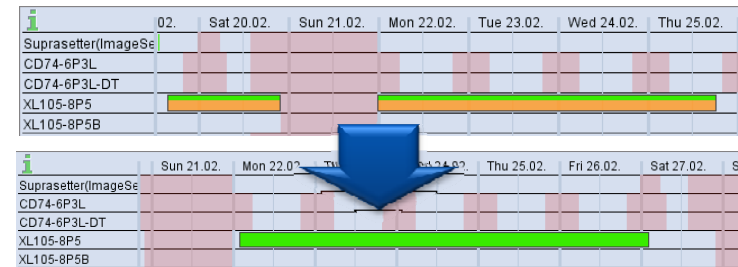 02. Sat 20.02. Sun 21.02. Mon 22.02. Tue 23.02. Wed 24.02. Thu 25.02.
Suprasetter(ImageSe
CD74-6P3L
CD74-6P3L-DT
XL105-8P5
XL105-8P5B
Sun 21.02. Mon 22.02. Thu 25.02. Fri 26.02. Sat 27.02. S
Suprasetter(ImageSe
CD74-6P3L
CD74-6P3L-DT
XL105-8P5
XL105-8P5B